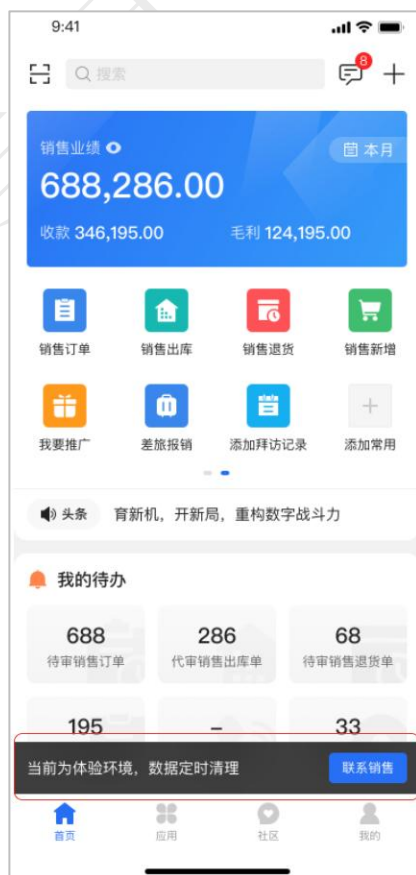 9:41
搜索
8
销售业绩
本月
688,286.00
收款 346,195.00
毛利 124,195.00
销售订单
销售出库
销售退货
销售新增
我要推广
差旅报销
添加拜访记录
添加常用
头条
育新机，开新局，重构数字战斗力
我的待办
688
286
68
待审销售订单
代审销售出库单
待审销售退货单
195
–
33
当前为体验环境，数据定时清理
联系销售
首页
应用
社区
我的